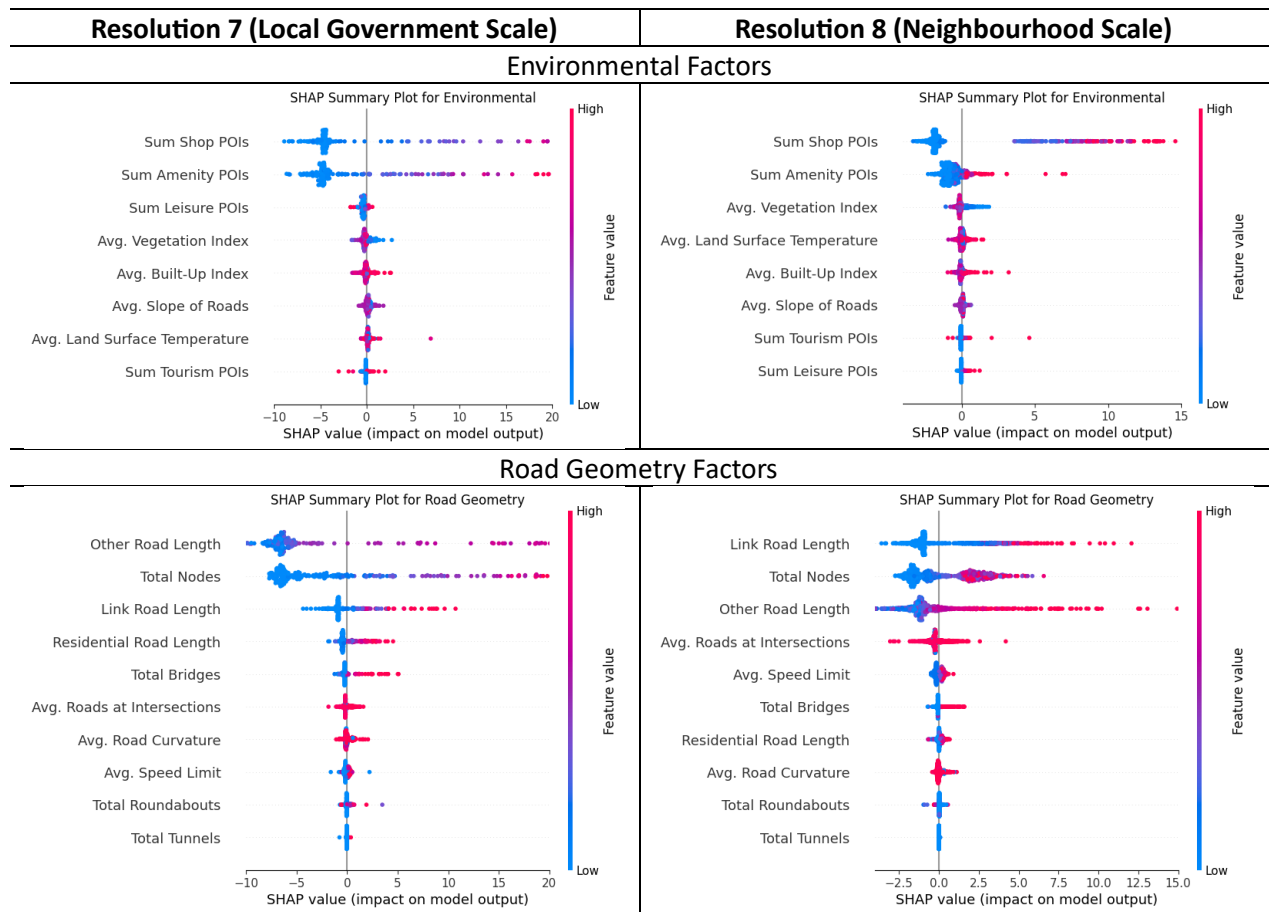 Resolution 7 (Local Government Scale)
Resolution 8 (Neighbourhood Scale)
Environmental Factors
SHAP Summary Plot for Environmental
High
Sum Shop POIs
Sum Amenity POIs
Sum Leisure POIs
Avg. Vegetation Index
Avg. Built-Up Index
Avg. Slope of Roads
Avg. Land Surface Temperature
Sum Tourism POIs
Feature value
Low
−10 −5 0 5 10 15 20
SHAP value (impact on model output)
SHAP Summary Plot for Environmental
High
Sum Shop POIs
Sum Amenity POIs
Avg. Vegetation Index
Avg. Land Surface Temperature
Avg. Built-Up Index
Avg. Slope of Roads
Sum Tourism POIs
Sum Leisure POIs
Feature value
Low
0 5 10 15
SHAP value (impact on model output)
Road Geometry Factors
SHAP Summary Plot for Road Geometry
High
Other Road Length
Total Nodes
Link Road Length
Residential Road Length
Total Bridges
Avg. Roads at Intersections
Avg. Road Curvature
Avg. Speed Limit
Total Roundabouts
Total Tunnels
Feature value
Low
−10 −5 0 5 10 15 20
SHAP value (impact on model output)
SHAP Summary Plot for Road Geometry
High
Link Road Length
Total Nodes
Other Road Length
Avg. Roads at Intersections
Avg. Speed Limit
Total Bridges
Residential Road Length
Avg. Road Curvature
Total Roundabouts
Total Tunnels
Feature value
Low
−2.5 0.0 2.5 5.0 7.5 10.0 12.5 15.0
SHAP value (impact on model output)